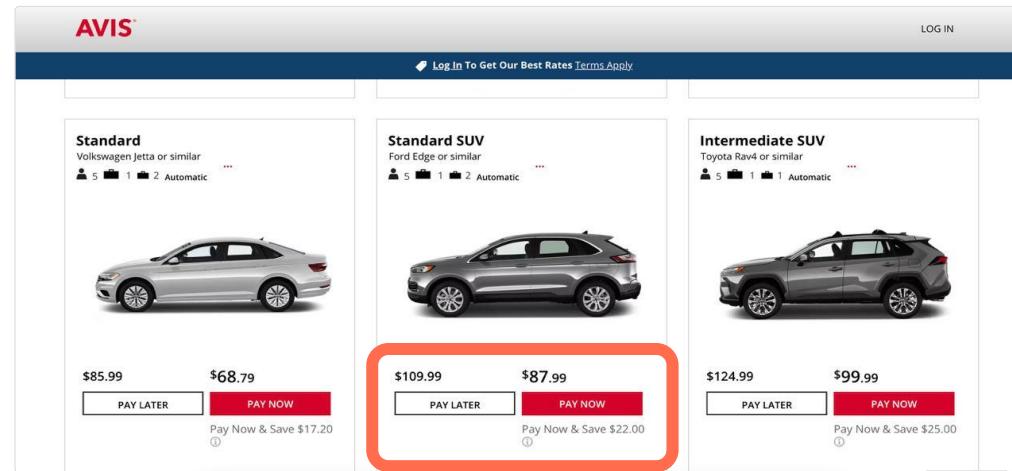 AVIS
LOG IN
Log In To Get Our Best Rates Terms Apply
Standard
Volkswagen Jetta or similar
5 1 2 Automatic
...
$85.99 $68.79
PAY LATER PAY NOW
Pay Now & Save $17.20
Standard SUV
Ford Edge or similar
5 1 2 Automatic
...
$109.99 $87.99
PAY LATER PAY NOW
Pay Now & Save $22.00
Intermediate SUV
Toyota Rav4 or similar
5 1 1 Automatic
...
$124.99 $99.99
PAY LATER PAY NOW
Pay Now & Save $25.00